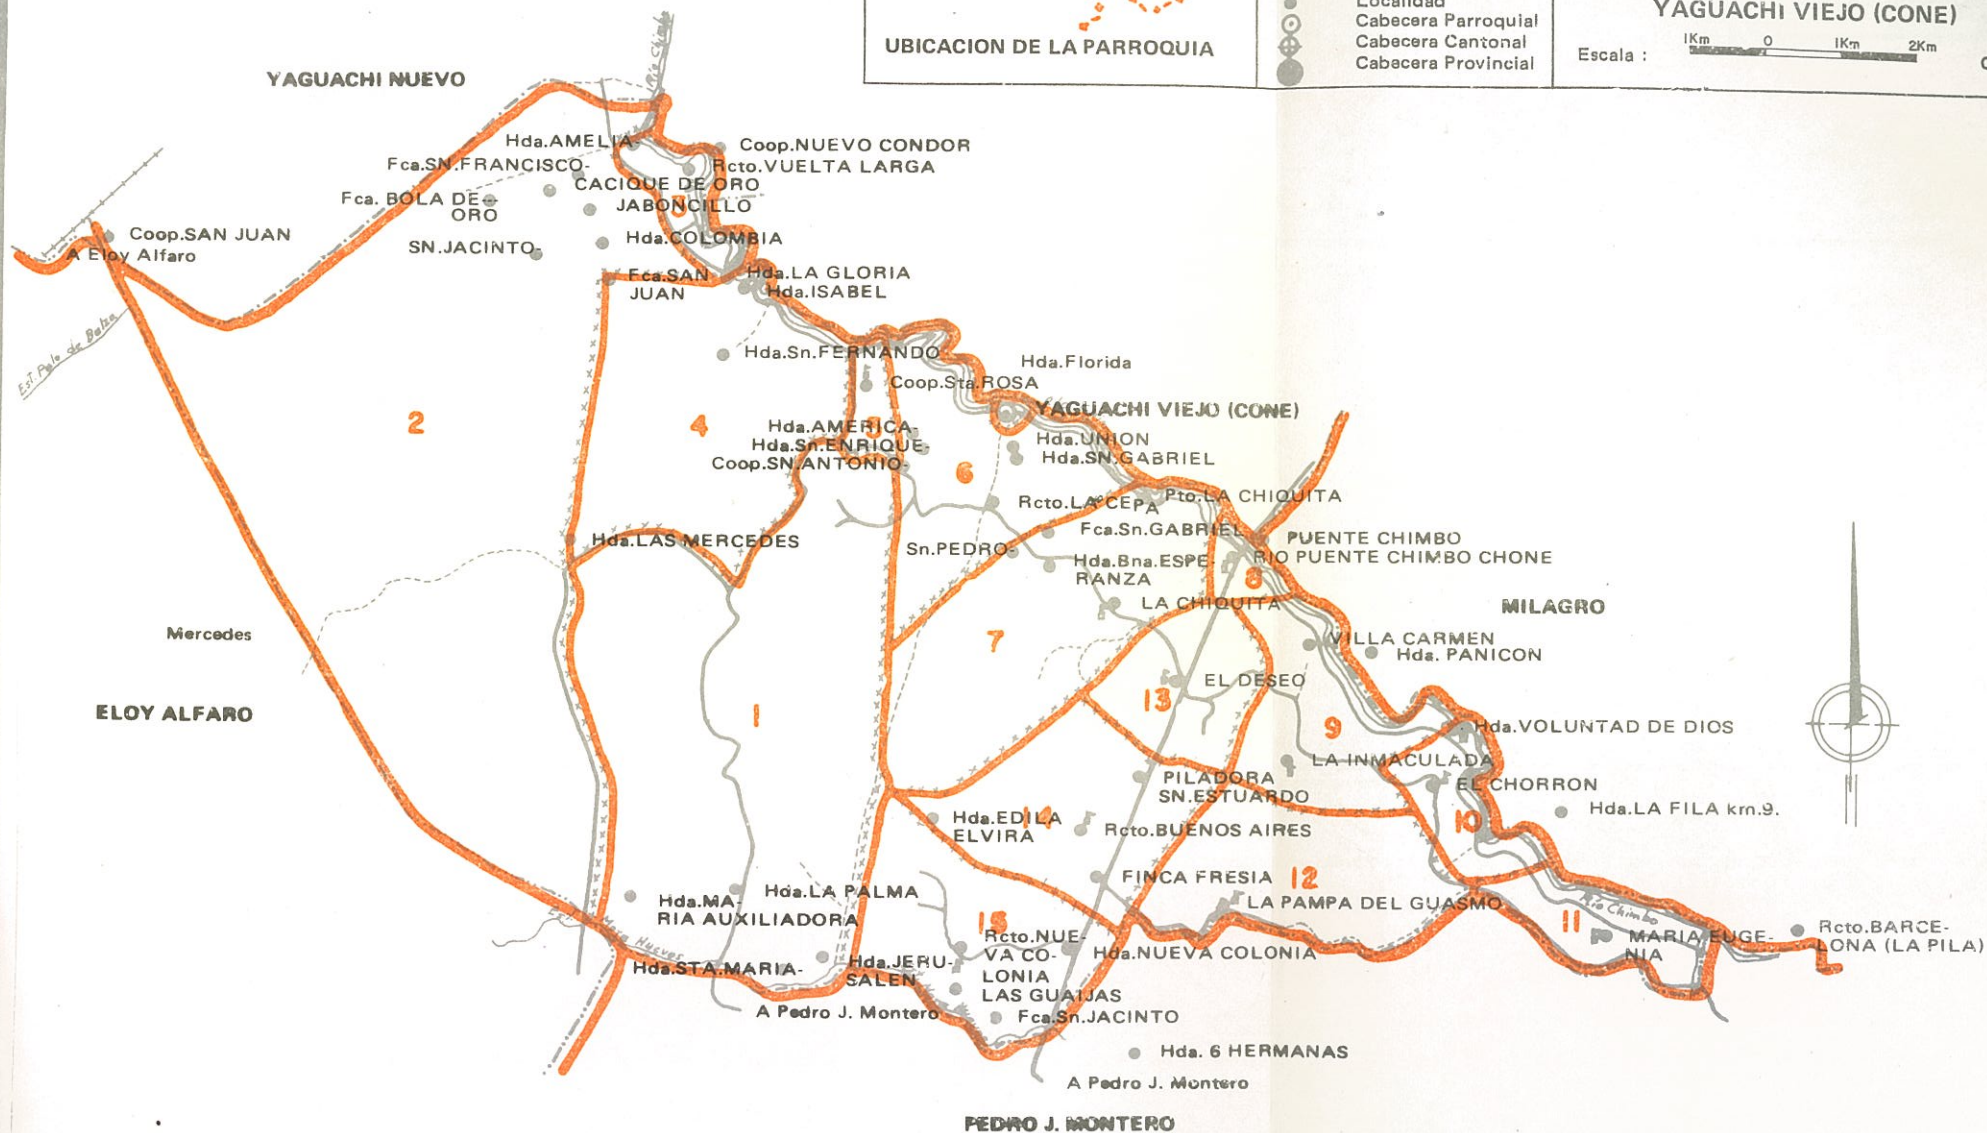 UBICACION DE LA PARROQUIA
Localidad
Cabecera Parroquial
Cabecera Cantonal
Cabecera Provincial
YAGUACHI VIEJO (CONE)
Escala :
1Km 0 1Km 2Km
YAGUACHI NUEVO
Río Chimbo
Hda.AMELIA
Coop.NUEVO CONDOR
Fca.SN.FRANCISCO
Rcto.VUELTA LARGA
CACIQUE DE ORO
Fca. BOLA DE
ORO
JABONCILLO
Coop.SAN JUAN
A Eloy Alfaro
SN.JACINTO
Hda.COLOMBIA
Fca.SAN
JUAN
Hda.LA GLORIA
Hda.ISABEL
Est. Palo de Balza
Hda.Sn.FERNANDO
Hda.Florida
Coop.Sta.ROSA
YAGUACHI VIEJO (CONE)
2
4
Hda.AMERICA
Hda.Sn.ENRIQUE
Coop.SN.ANTONIO
6
Hda.UNION
Hda.SN.GABRIEL
Rcto.LA CEPA
Pto.LA CHIQUITA
Fca.Sn.GABRIEL
Hda.LAS MERCEDES
Sn.PEDRO
PUENTE CHIMBO
RIO PUENTE CHIMBO CHONE
Hda.Bna.ESPE-
RANZA
8
LA CHIQUITA
MILAGRO
Mercedes
7
VILLA CARMEN
Hda. PANICON
EL DESEO
13
ELOY ALFARO
1
9
Hda.VOLUNTAD DE DIOS
LA INMACULADA
PILADORA
SN.ESTUARDO
EL CHORRON
Hda.LA FILA km.9.
10
Hda.EDILA
ELVIRA
14
Rcto.BUENOS AIRES
FINCA FRESIA
12
Hda.LA PALMA
Hda.MA-
RIA AUXILIADORA
LA PAMPA DEL GUASMO
Río Chimbo
11
15
Rcto.BARCE-
LONA (LA PILA)
MARIA EUGE-
NIA
Rcto.NUE-
VA CO-
LONIA
Hda.NUEVA COLONIA
Hda.STA.MARIA-
Hda.JERU-
SALEN
LAS GUAIJAS
A Pedro J. Montero
Fca.Sn.JACINTO
Hda. 6 HERMANAS
A Pedro J. Montero
PEDRO J. MONTERO